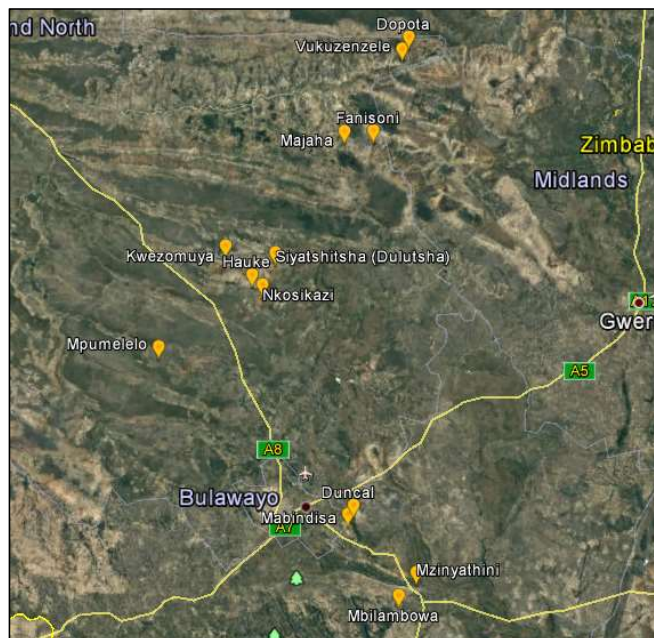 Dopota
nd North
Vukuzenzele
Fanisoni
Majaha
Zimbab
Midlands
Kwezomuya
Siyatshitsha (Dulutsha)
Hauke
Nkosikazi
A1
Gwer
Mpumelelo
A5
A8
Duncal
Bulawayo
Mabindisa
A7
Mzinyathini
Mbilambowa